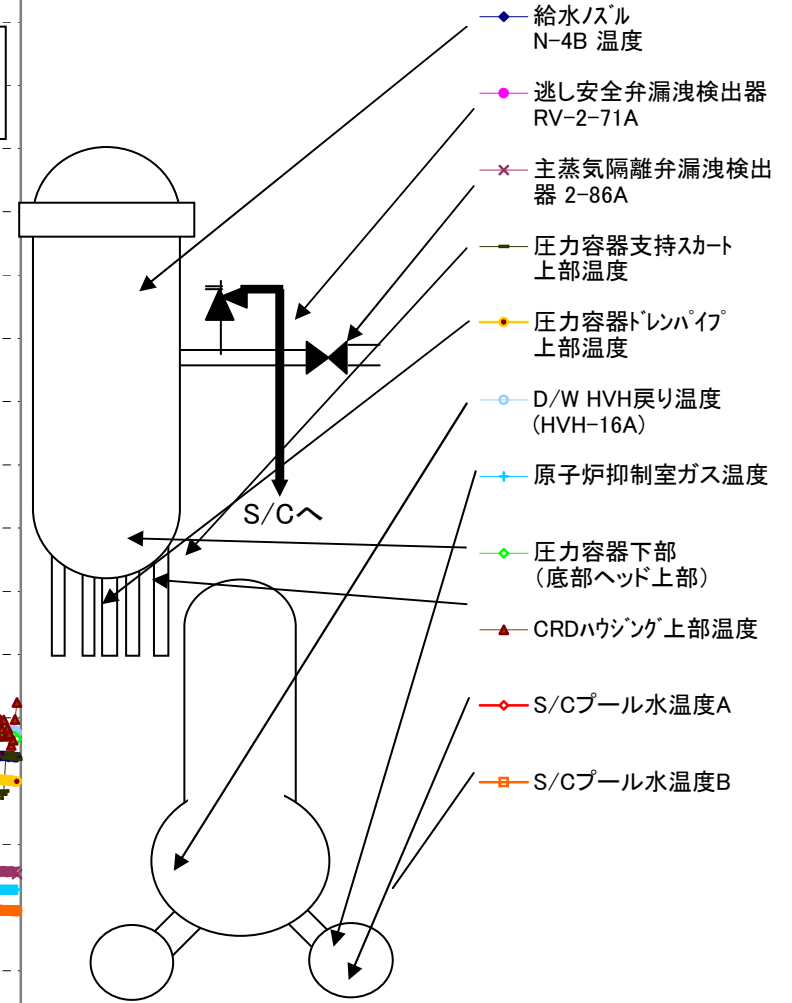 給水ノズル
N-4B 温度
逃し安全弁漏洩検出器
RV-2-71A
主蒸気隔離弁漏洩検出
器 2-86A
圧力容器支持スカート
上部温度
圧力容器ドレンパイプ
上部温度
D/W HVH戻り温度
(HVH-16A)
原子炉抑制室ガス温度
圧力容器下部
(底部ヘッド上部)
CRDハウジング上部温度
S/Cプール水温度A
S/Cプール水温度B
S/Cへ